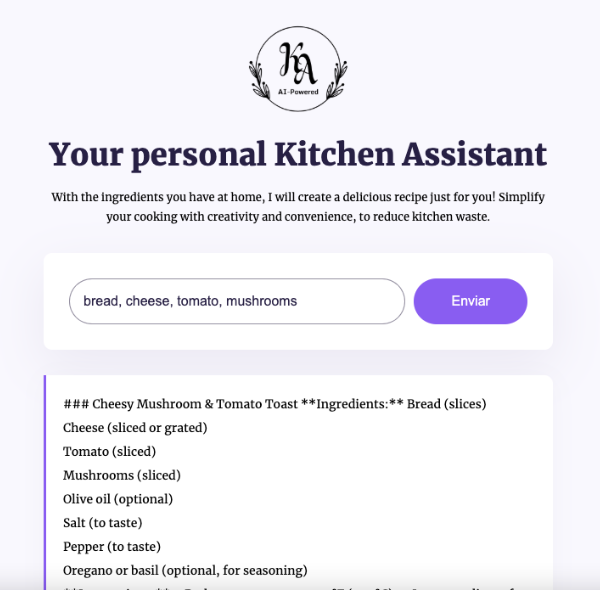 KA
AI-Powered
Your personal Kitchen Assistant
With the ingredients you have at home, I will create a delicious recipe just for you! Simplify
your cooking with creativity and convenience, to reduce kitchen waste.
bread, cheese, tomato, mushrooms
Enviar
### Cheesy Mushroom & Tomato Toast **Ingredients:** Bread (slices)
Cheese (sliced or grated)
Tomato (sliced)
Mushrooms (sliced)
Olive oil (optional)
Salt (to taste)
Pepper (to taste)
Oregano or basil (optional, for seasoning)